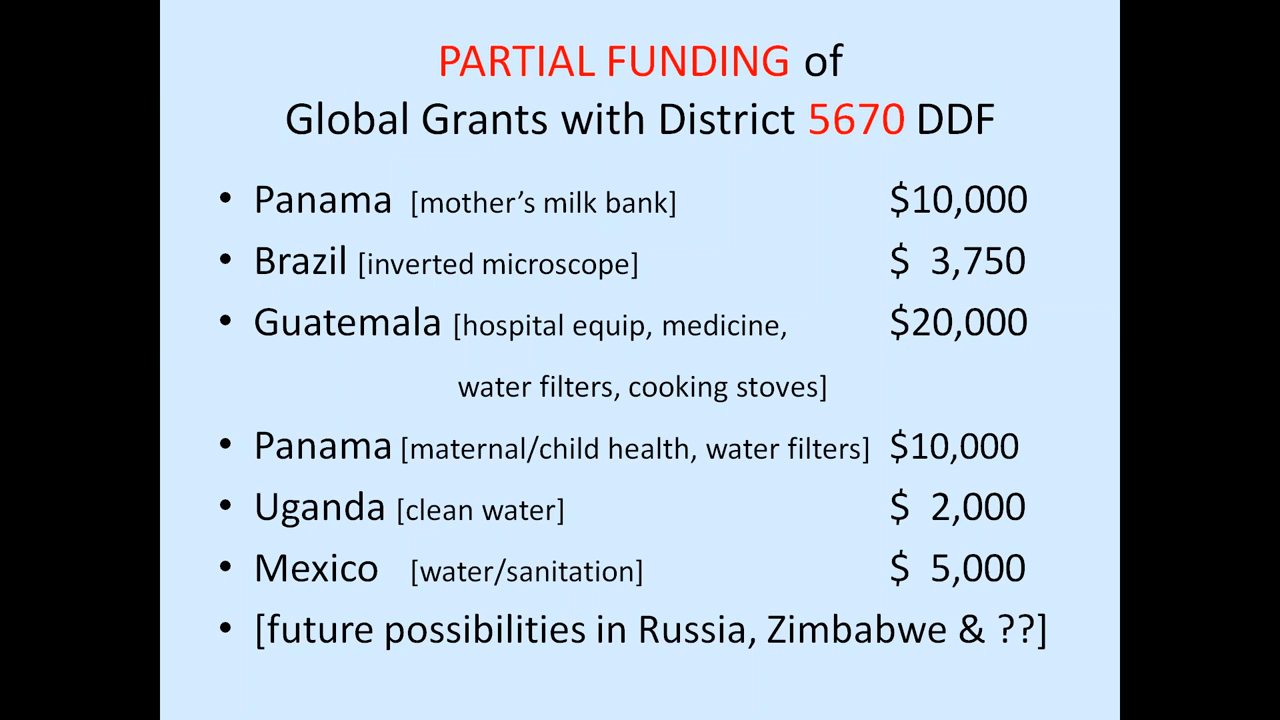 PARTIAL FUNDING of
Global Grants with District 5670 DDF
• Panama [mother’s milk bank] $10,000
• Brazil [inverted microscope] $ 3,750
• Guatemala [hospital equip, medicine, $20,000
water filters, cooking stoves]
• Panama [maternal/child health, water filters] $10,000
• Uganda [clean water] $ 2,000
• Mexico [water/sanitation] $ 5,000
• [future possibilities in Russia, Zimbabwe & ??]